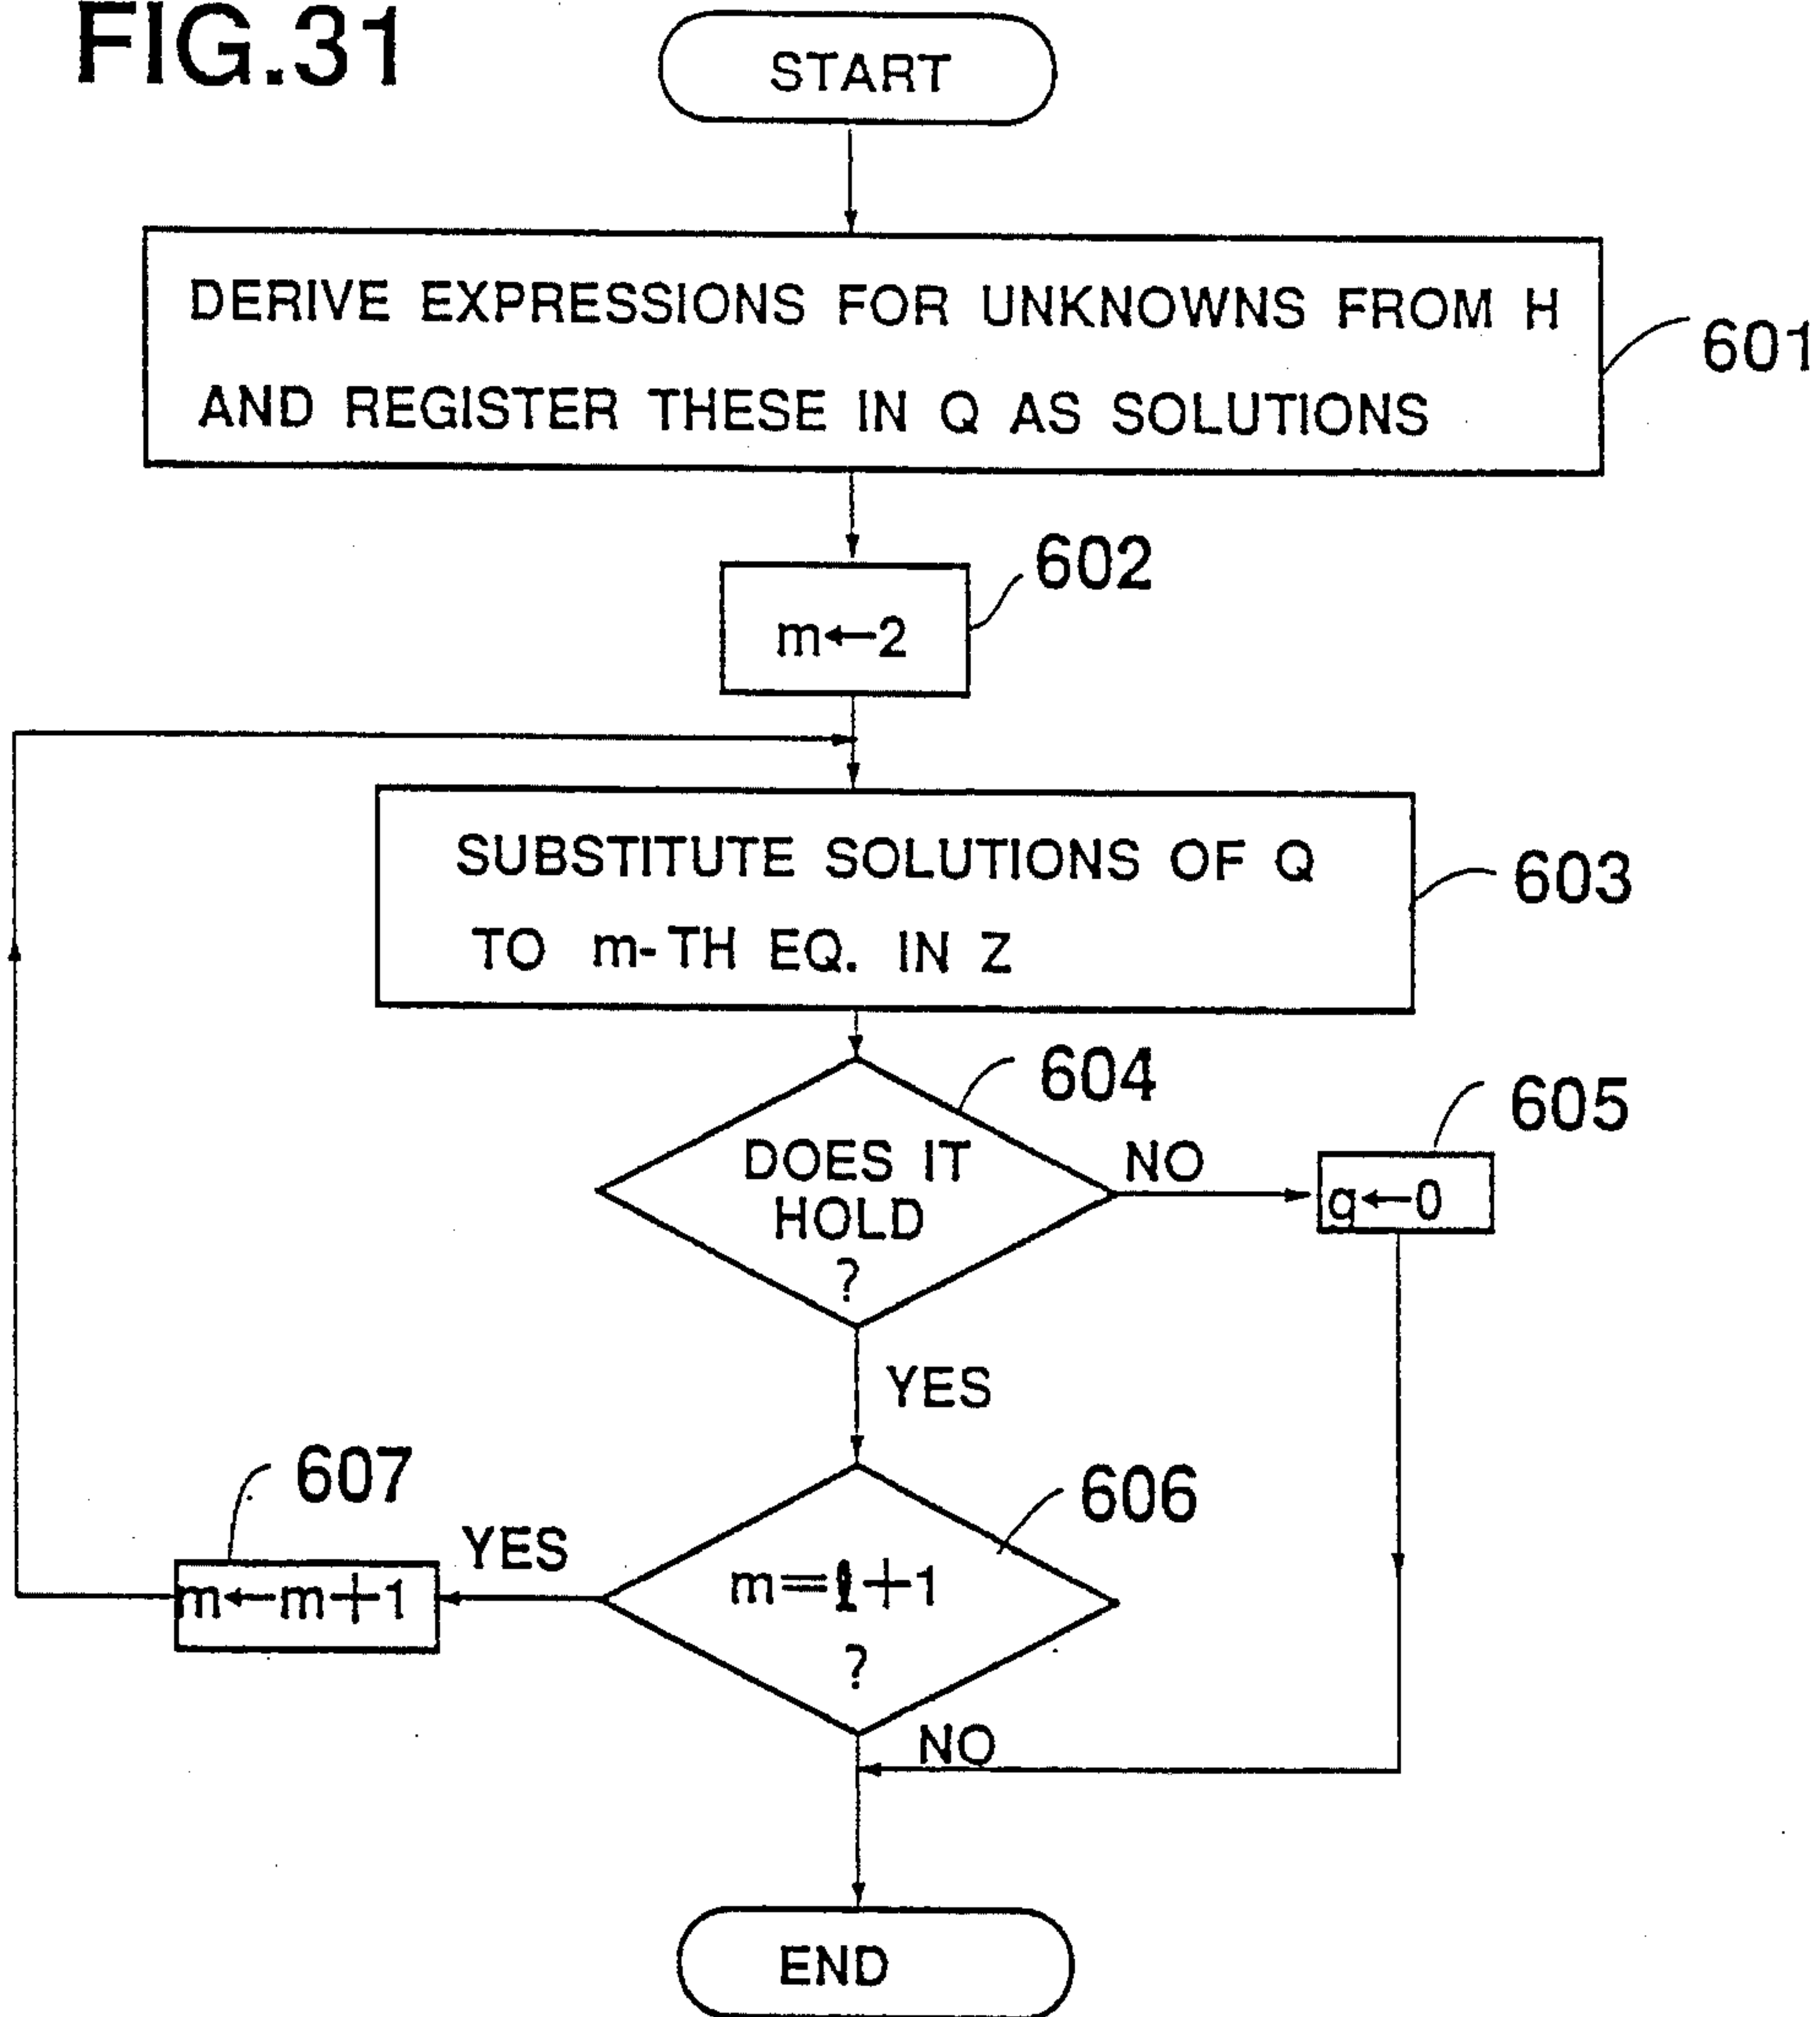 FIG.31
START
DERIVE EXPRESSIONS FOR UNKNOWNS FROM H
AND REGISTER THESE IN Q AS SOLUTIONS
601
602
m←2
SUBSTITUTE SOLUTIONS OF Q
TO m-TH EQ. IN Z
603
604
605
DOES IT
HOLD
?
NO
g←0
YES
607
606
YES
m←m+1
m=ℓ+1
?
NO
END